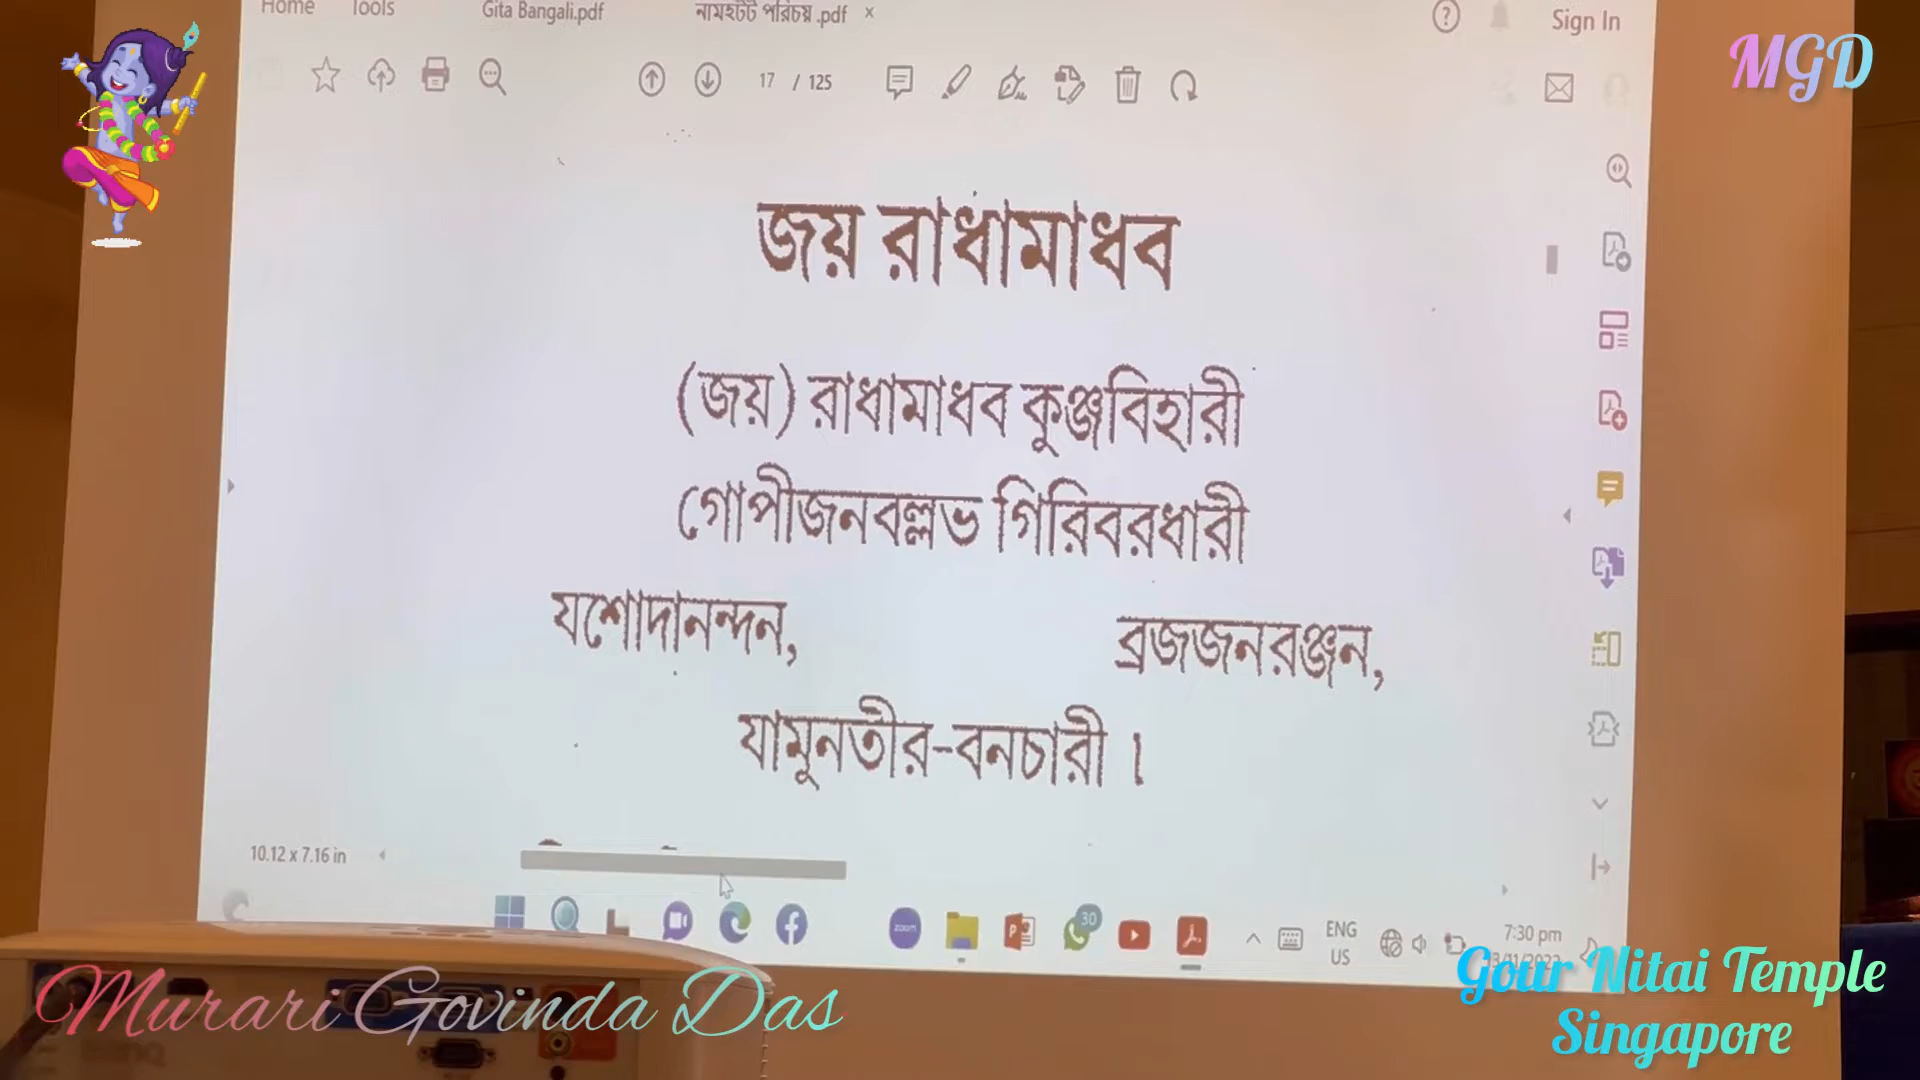 Home Tools Gita Bangali.pdf নামহট্ট পরিচয় .pdf ×
? Sign In
MGD
17 / 125
জয় রাধামাধব
(জয়) রাধামাধব কুঞ্জবিহারী
গোপীজনবল্লভ গিরিবরধারী
যশোদানন্দন, ব্রজজনরঞ্জন,
যামুনতীর-বনচারী ।
10.12 x 7.16 in
zoom
30
ENG
US
7:30 pm
Murari Govinda Das
Gour Nitai Temple
Singapore